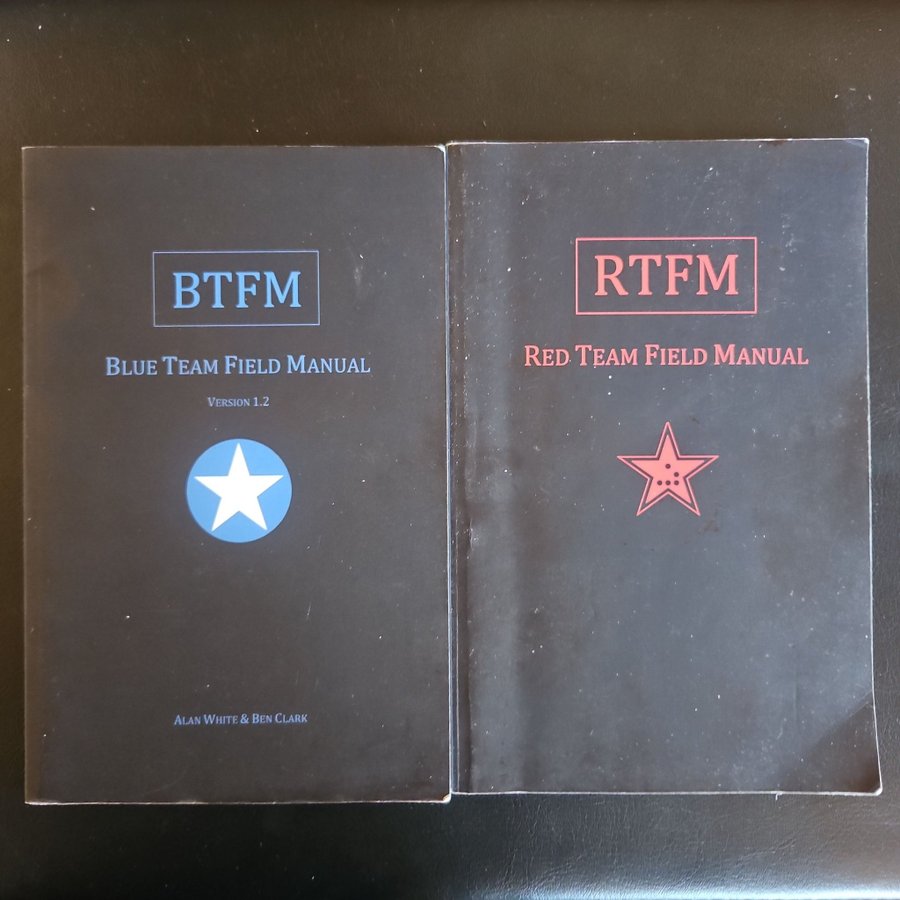 BTFM
BLUE TEAM FIELD MANUAL
VERSION 1.2
ALAN WHITE & BEN CLARK
RTFM
RED TEAM FIELD MANUAL